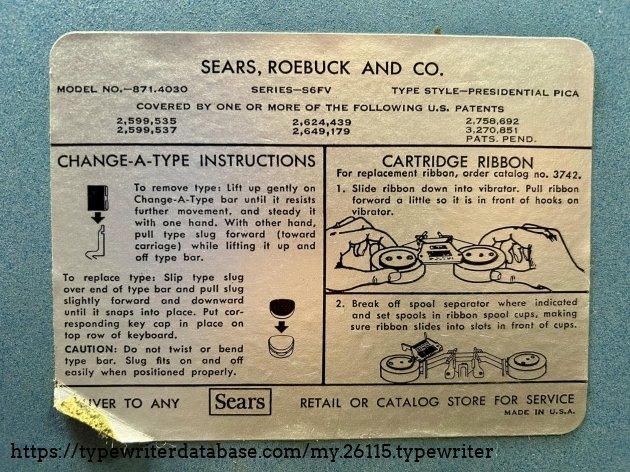 SEARS, ROEBUCK AND CO.
MODEL NO.—871.4030 SERIES—S6FV TYPE STYLE—PRESIDENTIAL PICA
COVERED BY ONE OR MORE OF THE FOLLOWING U.S. PATENTS
2,599,535 2,624,439 2,758,692
2,599,537 2,649,179 3,270,851
PATS. PEND.
CHANGE-A-TYPE INSTRUCTIONS
To remove type: Lift up gently on
Change-A-Type bar until it resists
further movement, and steady it
with one hand. With other hand,
pull type slug forward (toward
carriage) while lifting it up and
off type bar.
To replace type: Slip type slug
over end of type bar and pull slug
slightly forward and downward
until it snaps into place. Put cor-
responding key cap in place on
top row of keyboard.
CAUTION: Do not twist or bend
type bar. Slug fits on and off
easily when positioned properly.
CARTRIDGE RIBBON
For replacement ribbon, order catalog no. 3742.
1. Slide ribbon down into vibrator. Pull ribbon
forward a little so it is in front of hooks on
vibrator.
2. Break off spool separator where indicated
and set spools in ribbon spool cups, making
sure ribbon slides into slots in front of cups.
TO ANY Sears RETAIL OR CATALOG STORE FOR SERVICE
MADE IN U.S.A.
https://typewriterdatabase.com/my.26115.typewriter